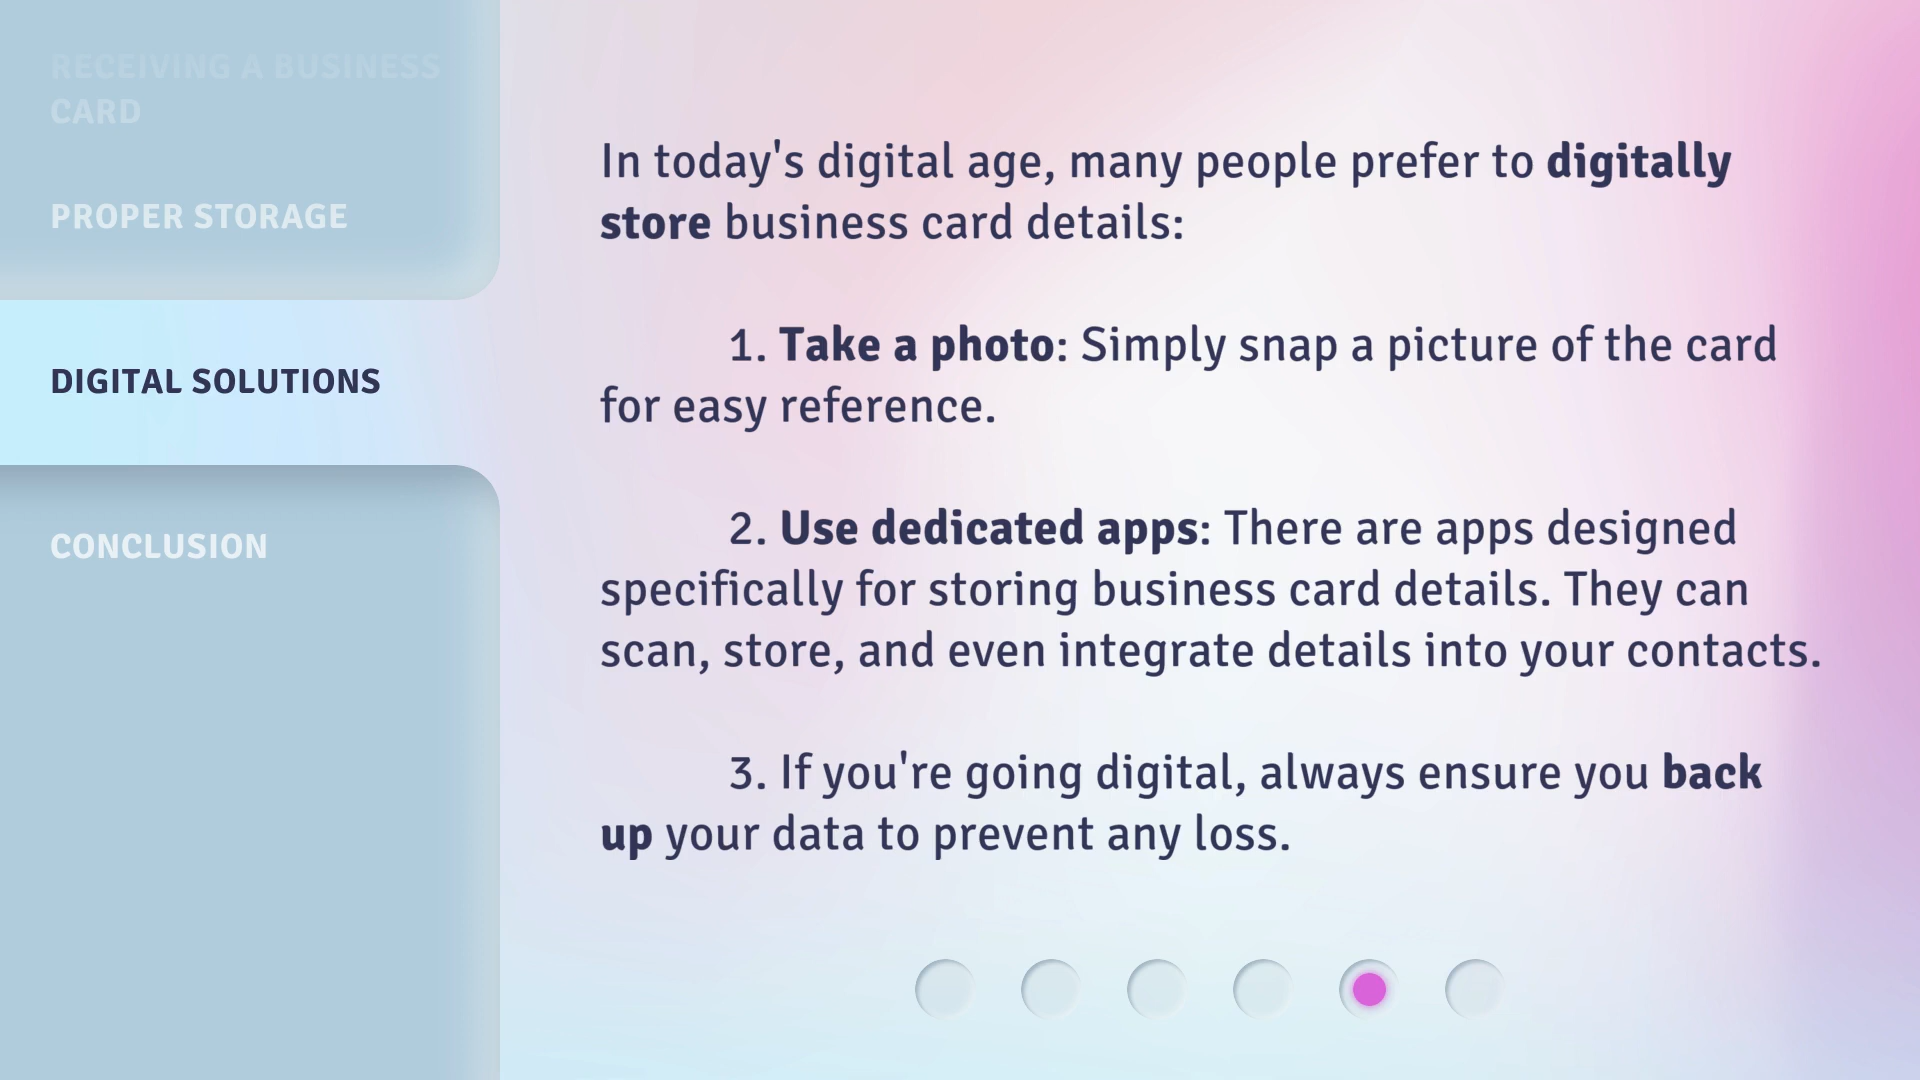 RECEIVING A BUSINESS
CARD
PROPER STORAGE
DIGITAL SOLUTIONS
CONCLUSION
In today's digital age, many people prefer to digitally
store business card details:
1. Take a photo: Simply snap a picture of the card
for easy reference.
2. Use dedicated apps: There are apps designed
specifically for storing business card details. They can
scan, store, and even integrate details into your contacts.
3. If you're going digital, always ensure you back
up your data to prevent any loss.